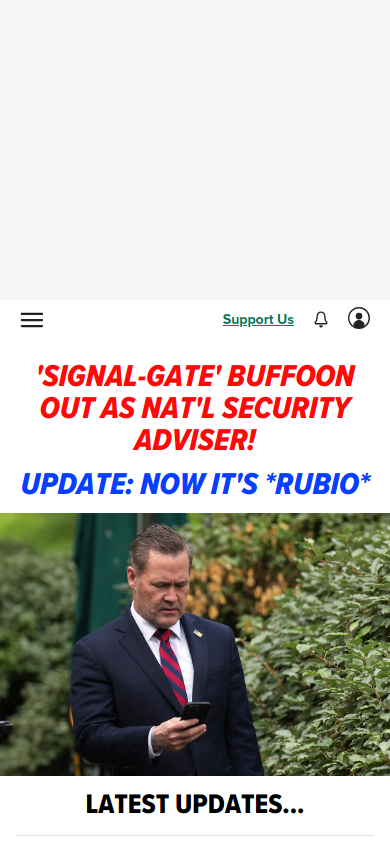 Support Us
'SIGNAL-GATE' BUFFOON
OUT AS NAT'L SECURITY
ADVISER!
UPDATE: NOW IT'S *RUBIO*
LATEST UPDATES...